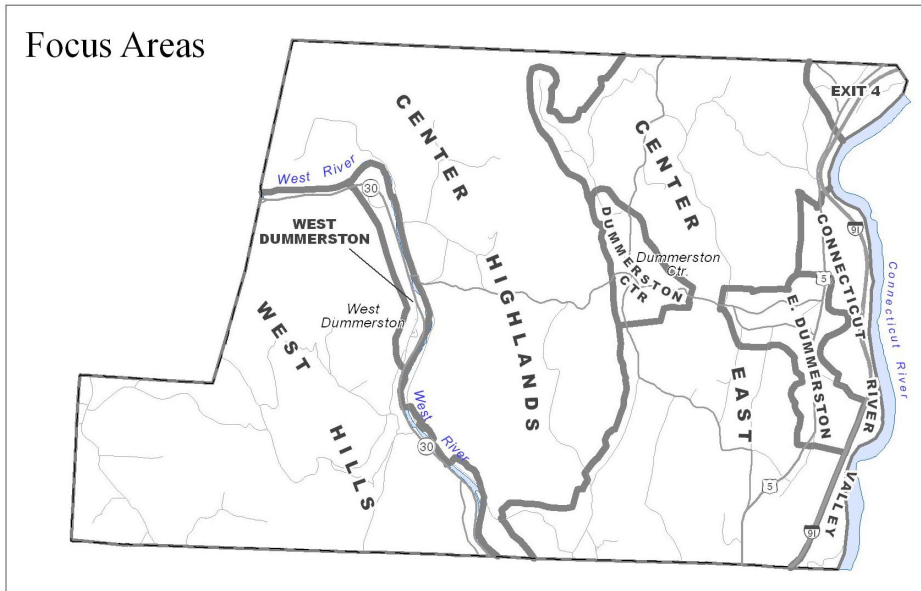 Focus Areas
EXIT 4
CENTER
CENTER
West River
30
WEST
DUMMERSTON
DUMMERSTON
CTR
Dummerston
Ctr.
CONNECTICUT
RIVER
VALLEY
91
5
Connecticut River
HIGHLANDS
West
Dummerston
E. DUMMERSTON
WEST
HILLS
EAST
West River
30
5
91